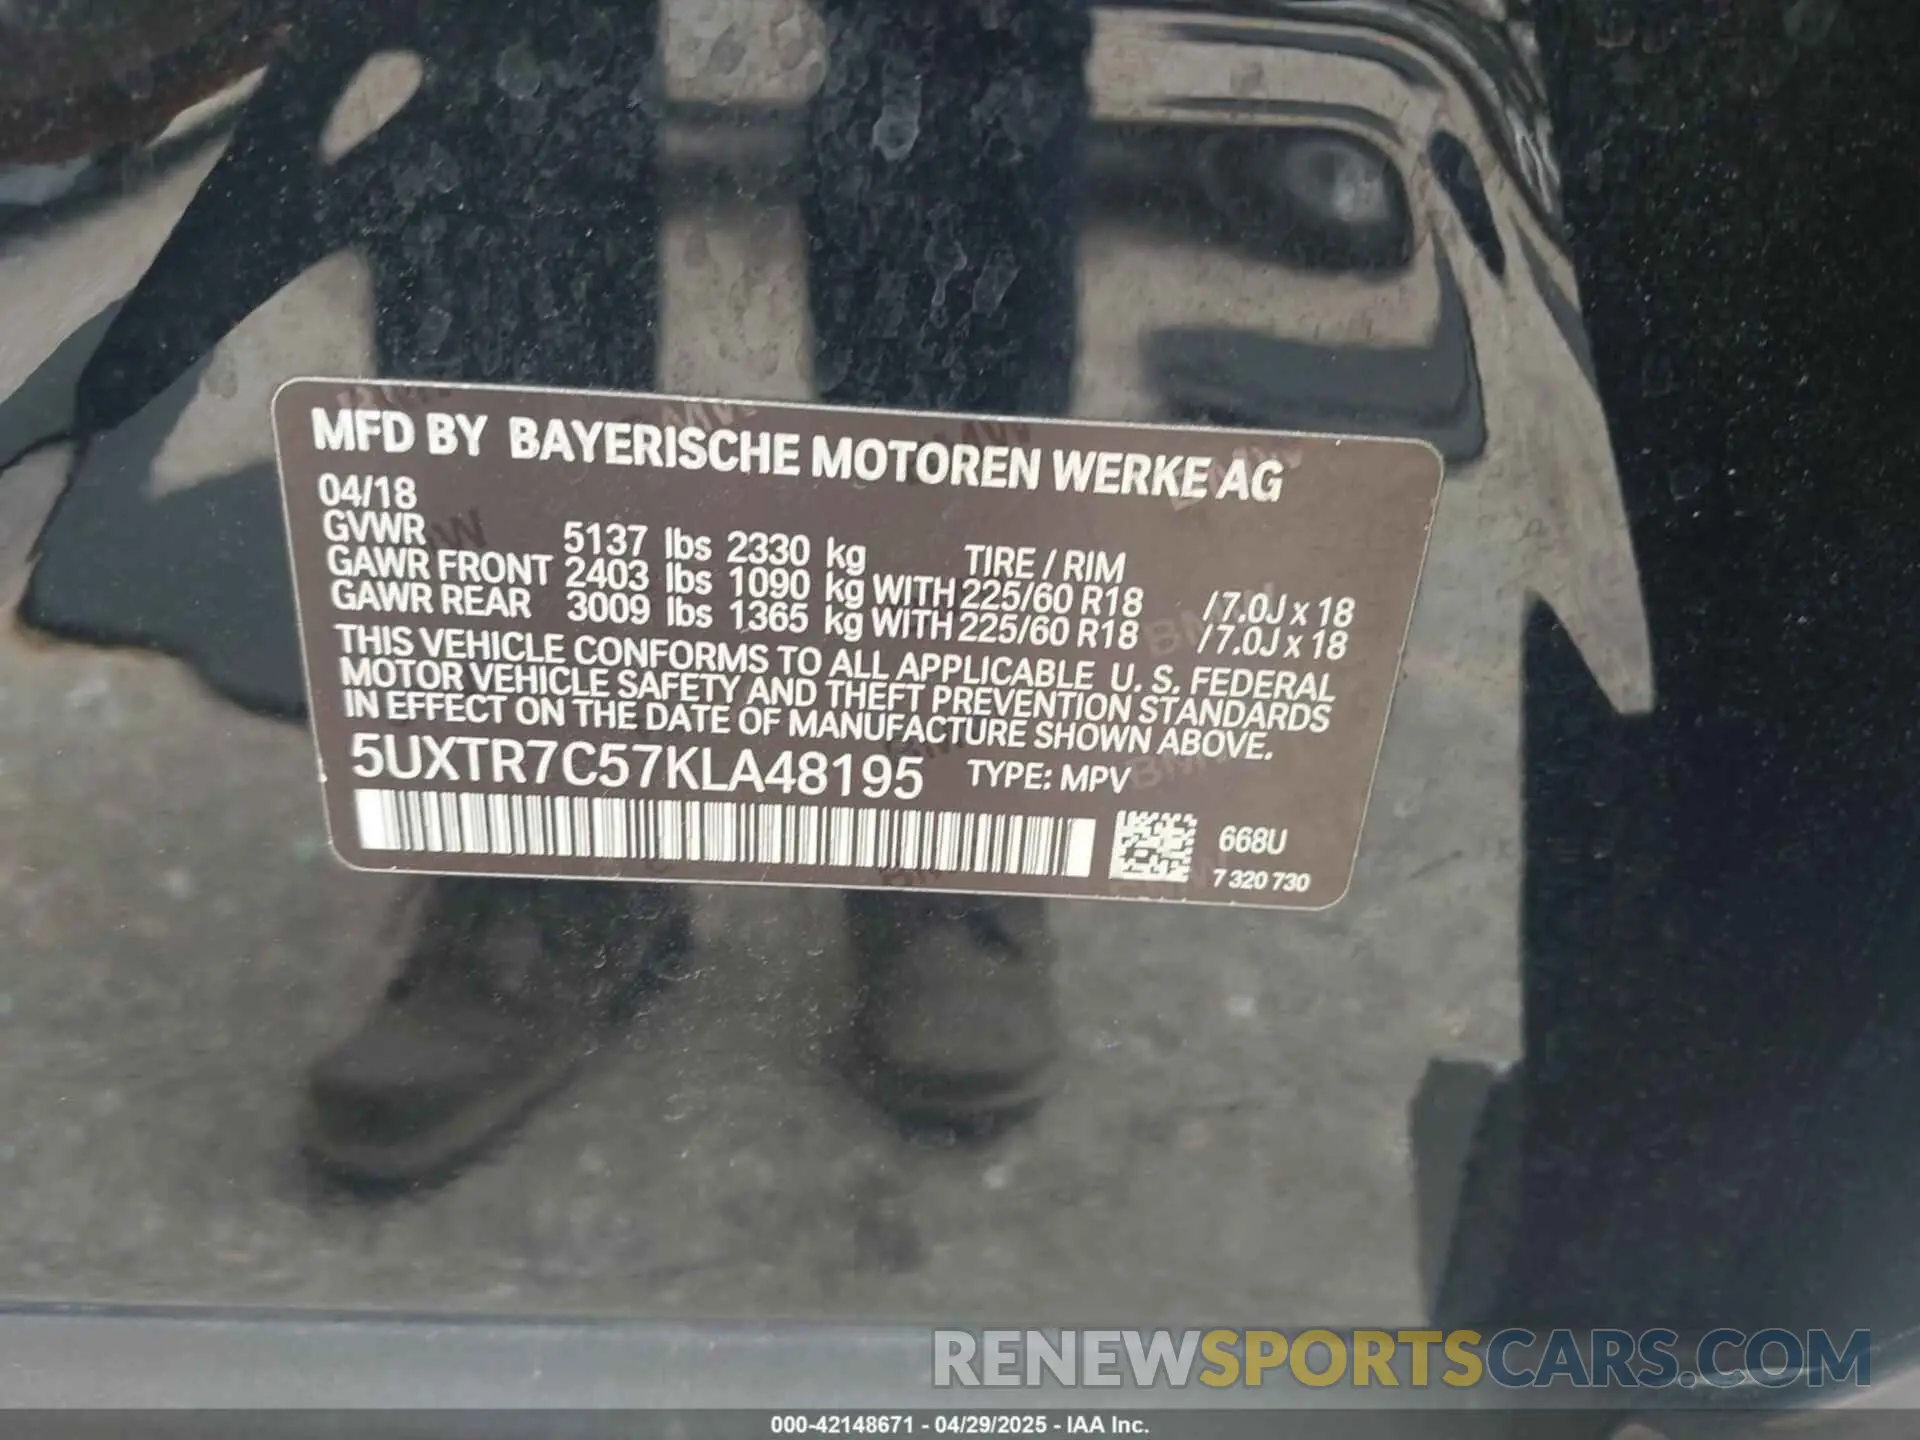 MFD BY BAYERISCHE MOTOREN WERKE AG
04/18
GVWR 5137 lbs 2330 kg TIRE / RIM
GAWR FRONT 2403 lbs 1090 kg WITH 225/60 R18 / 7.0J x 18
GAWR REAR 3009 lbs 1365 kg WITH 225/60 R18 / 7.0J x 18
THIS VEHICLE CONFORMS TO ALL APPLICABLE U. S. FEDERAL
MOTOR VEHICLE SAFETY AND THEFT PREVENTION STANDARDS
IN EFFECT ON THE DATE OF MANUFACTURE SHOWN ABOVE.
5UXTR7C57KLA48195 TYPE: MPV
668U
7 320 730
RENEWSPORTSCARS.COM
000-42148671 - 04/29/2025 - IAA Inc.